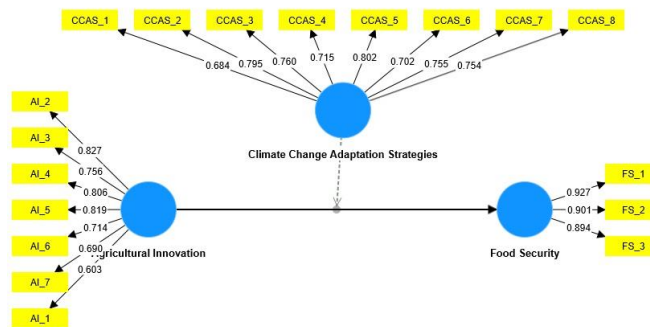 CCAS_1 CCAS_2 CCAS_3 CCAS_4 CCAS_5 CCAS_6 CCAS_7 CCAS_8
0.684 0.795 0.760 0.715 0.802 0.702 0.755 0.754
Climate Change Adaptation Strategies
AI_2
0.827
AI_3
0.756
AI_4
0.806
AI_5
0.819
AI_6
0.714
AI_7
0.690
AI_1
0.603
Agricultural Innovation
FS_1
0.927
FS_2
0.901
FS_3
0.894
Food Security